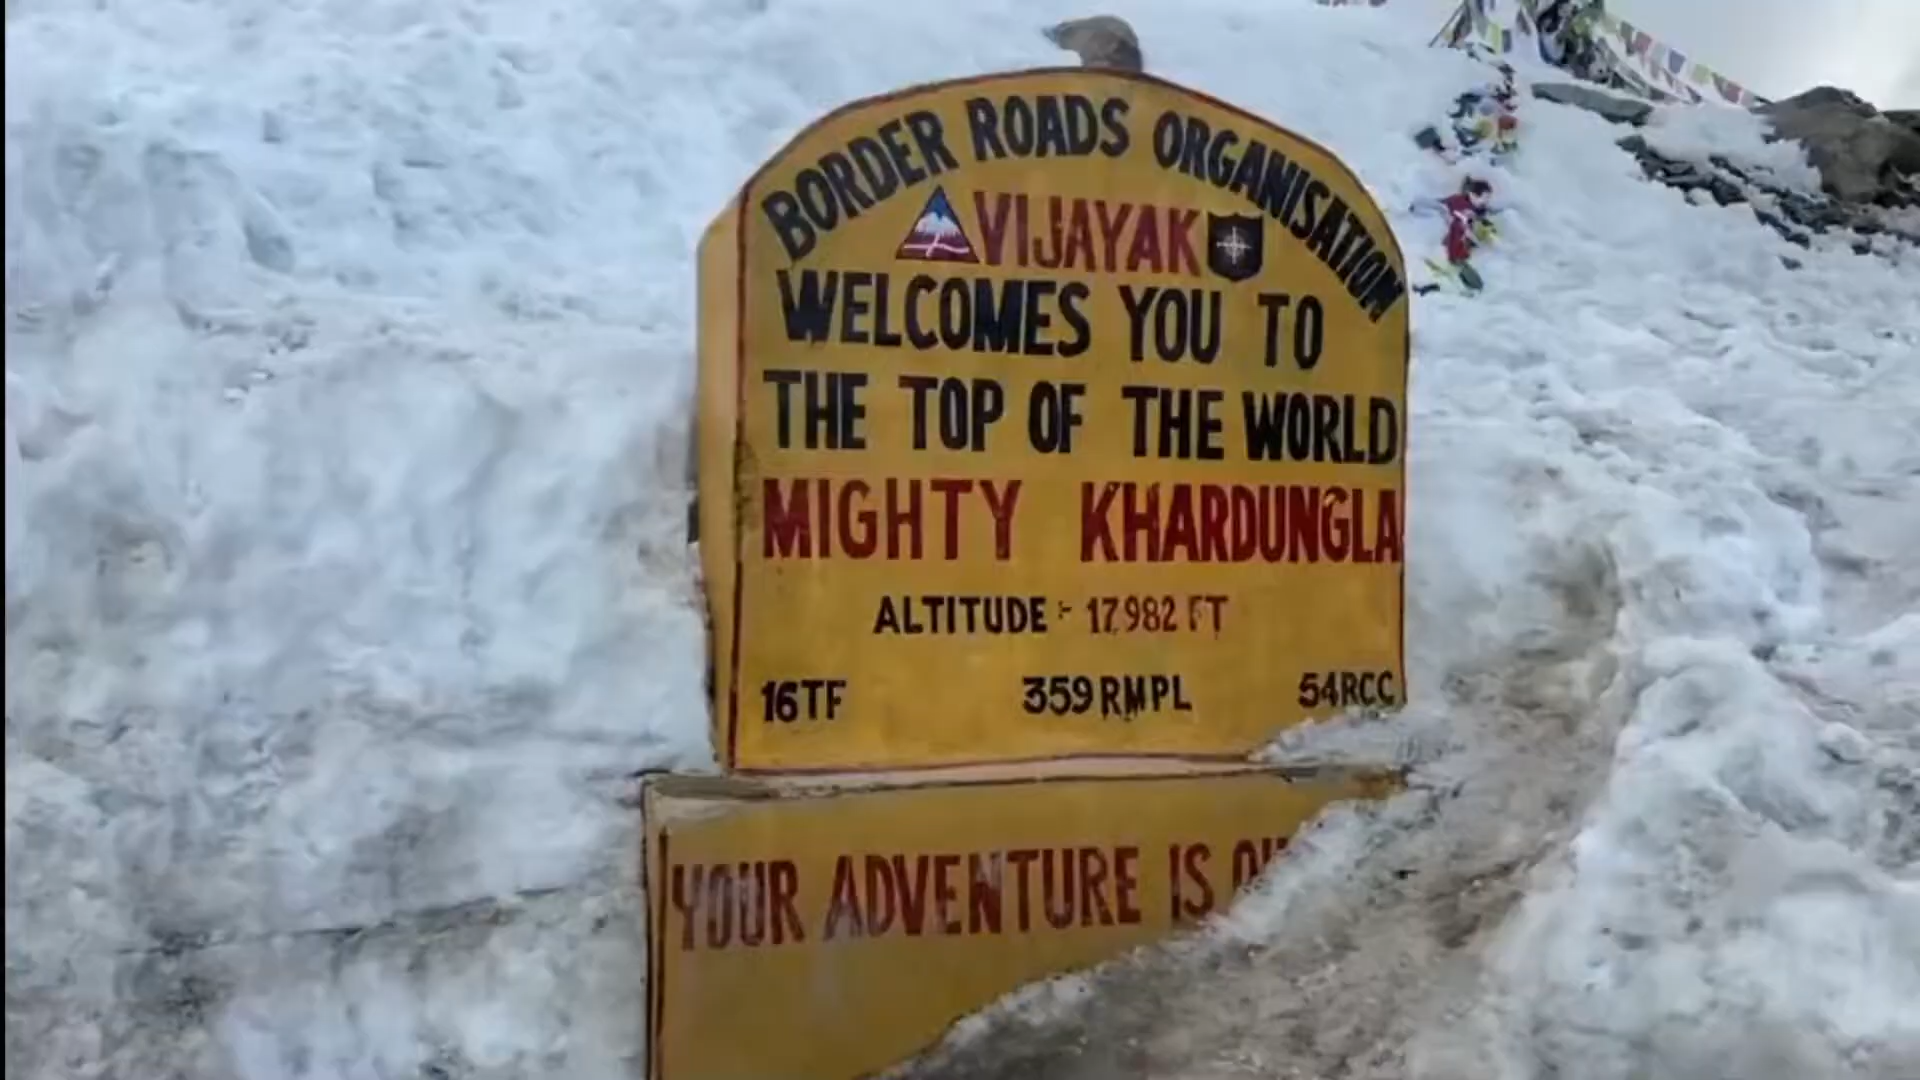 BORDER ROADS ORGANISATION
VIJAYAK
WELCOMES YOU TO
THE TOP OF THE WORLD
MIGHTY KHARDUNGLA
ALTITUDE :- 17,982 FT
16TF 359RMPL 54RCC
YOUR ADVENTURE IS